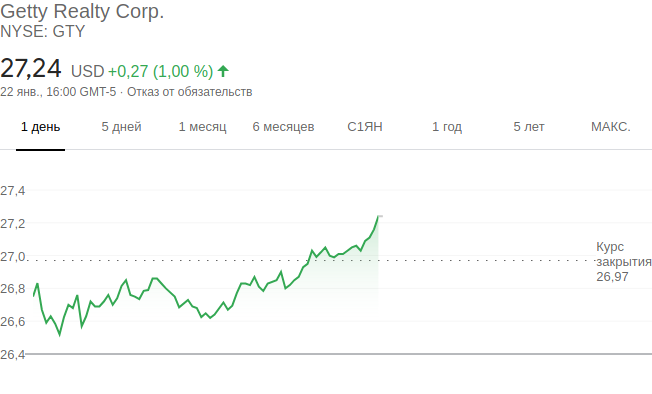 Getty Realty Corp.
NYSE: GTY
27,24 USD +0,27 (1,00 %)
22 янв., 16:00 GMT-5 · Отказ от обязательств
1 день 5 дней 1 месяц 6 месяцев С1ЯН 1 год 5 лет МАКС.
27,4
27,2
27,0
26,8
26,6
26,4
Курс
закрытия
26,97